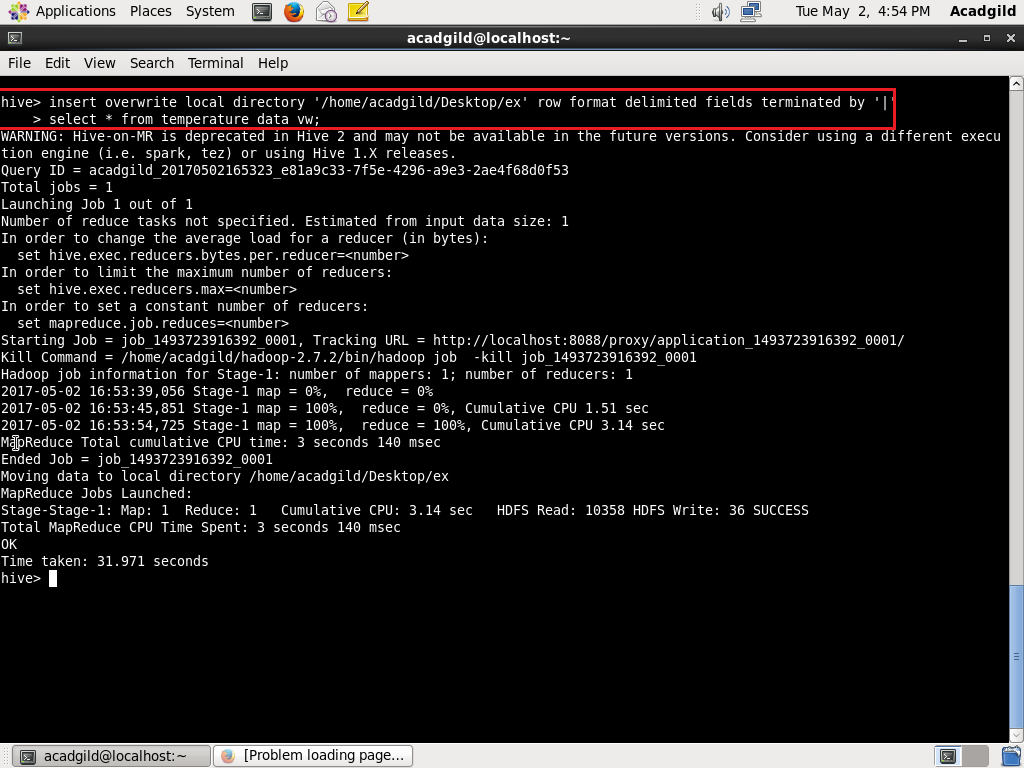 Applications Places System Tue May 2, 4:54 PM Acadgild
acadgild@localhost:~
File Edit View Search Terminal Help
hive> insert overwrite local directory '/home/acadgild/Desktop/ex' row format delimited fields terminated by '|'
    > select * from temperature data vw;
WARNING: Hive-on-MR is deprecated in Hive 2 and may not be available in the future versions. Consider using a different execu
tion engine (i.e. spark, tez) or using Hive 1.X releases.
Query ID = acadgild_20170502165323_e81a9c33-7f5e-4296-a9e3-2ae4f68d0f53
Total jobs = 1
Launching Job 1 out of 1
Number of reduce tasks not specified. Estimated from input data size: 1
In order to change the average load for a reducer (in bytes):
  set hive.exec.reducers.bytes.per.reducer=<number>
In order to limit the maximum number of reducers:
  set hive.exec.reducers.max=<number>
In order to set a constant number of reducers:
  set mapreduce.job.reduces=<number>
Starting Job = job_1493723916392_0001, Tracking URL = http://localhost:8088/proxy/application_1493723916392_0001/
Kill Command = /home/acadgild/hadoop-2.7.2/bin/hadoop job  -kill job_1493723916392_0001
Hadoop job information for Stage-1: number of mappers: 1; number of reducers: 1
2017-05-02 16:53:39,056 Stage-1 map = 0%,  reduce = 0%
2017-05-02 16:53:45,851 Stage-1 map = 100%,  reduce = 0%, Cumulative CPU 1.51 sec
2017-05-02 16:53:54,725 Stage-1 map = 100%,  reduce = 100%, Cumulative CPU 3.14 sec
MapReduce Total cumulative CPU time: 3 seconds 140 msec
Ended Job = job_1493723916392_0001
Moving data to local directory /home/acadgild/Desktop/ex
MapReduce Jobs Launched:
Stage-Stage-1: Map: 1  Reduce: 1   Cumulative CPU: 3.14 sec   HDFS Read: 10358 HDFS Write: 36 SUCCESS
Total MapReduce CPU Time Spent: 3 seconds 140 msec
OK
Time taken: 31.971 seconds
hive>
acadgild@localhost:~ [Problem loading page...